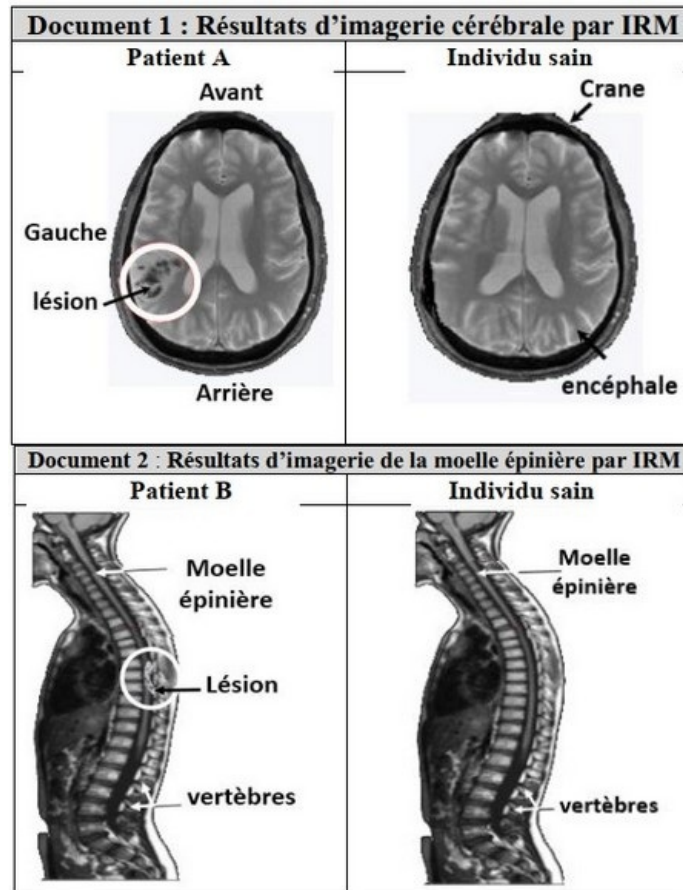 Document 1 : Résultats d'imagerie cérébrale par IRM
Patient A
Individu sain
Avant
Gauche
lésion
Arrière
Crane
encéphale
Document 2 : Résultats d'imagerie de la moelle épinière par IRM
Patient B
Individu sain
Moelle
épinière
Lésion
vertèbres
Moelle
épinière
vertèbres